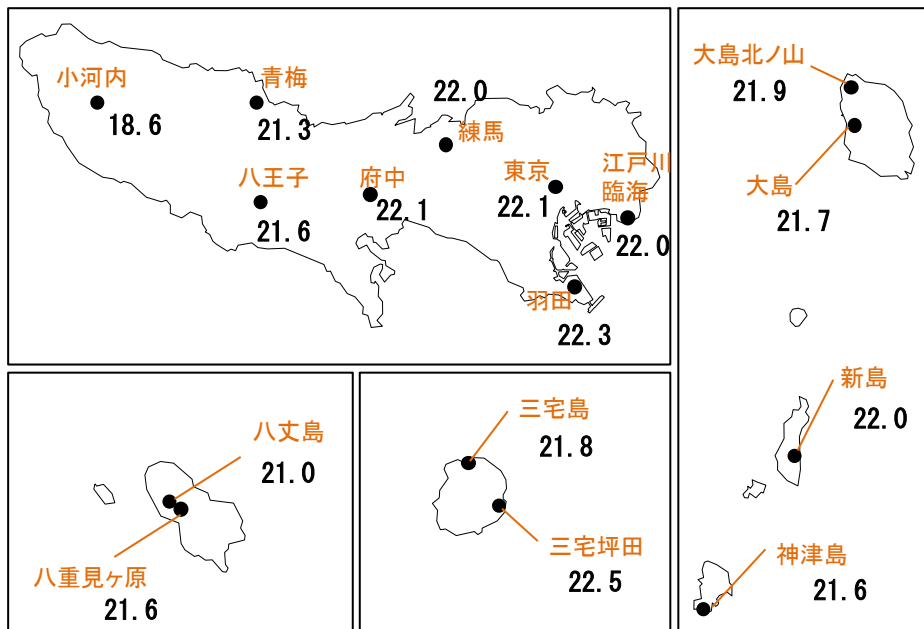 小河内
18.6
青梅
21.3
22.0
練馬
八王子
21.6
府中
22.1
東京
22.1
江戸川
臨海
22.0
羽田
22.3
大島北ノ山
21.9
大島
21.7
新島
22.0
神津島
21.6
八丈島
21.0
八重見ヶ原
21.6
三宅島
21.8
三宅坪田
22.5